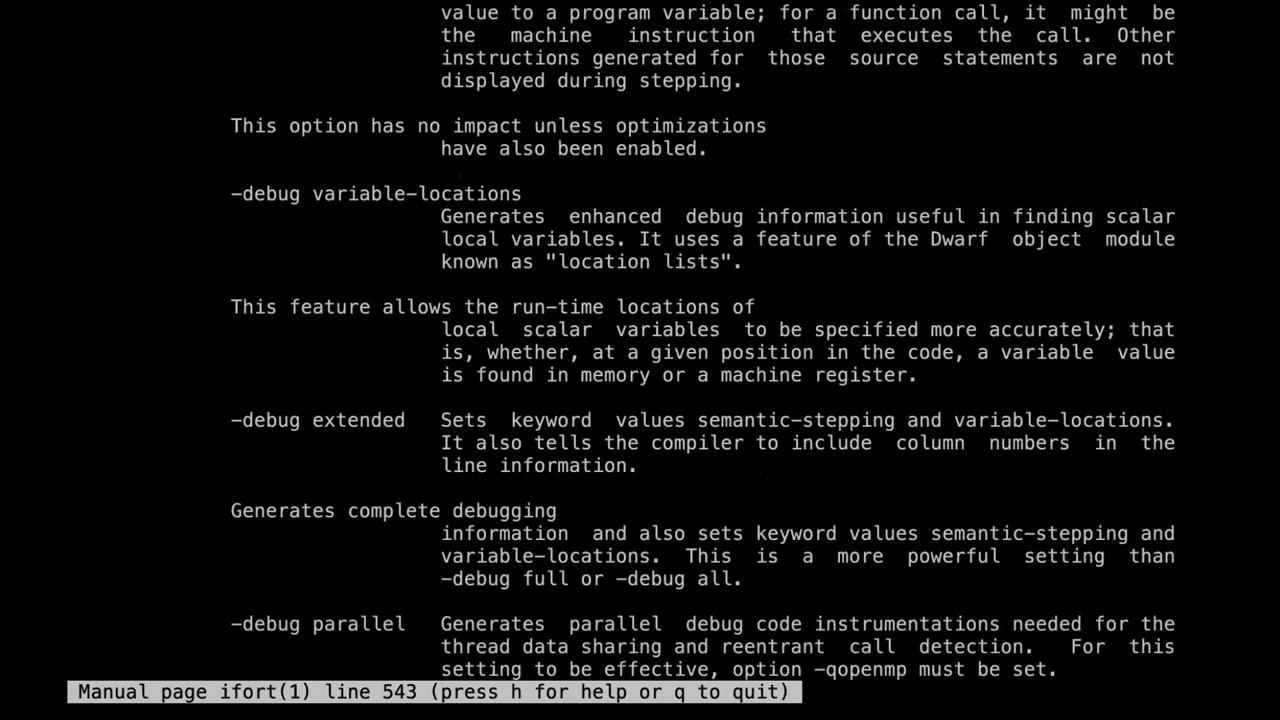 value to a program variable; for a function call, it might be
the machine instruction that executes the call. Other
instructions generated for those source statements are not
displayed during stepping.
This option has no impact unless optimizations
have also been enabled.
-debug variable-locations
Generates enhanced debug information useful in finding scalar
local variables. It uses a feature of the Dwarf object module
known as "location lists".
This feature allows the run-time locations of
local scalar variables to be specified more accurately; that
is, whether, at a given position in the code, a variable value
is found in memory or a machine register.
-debug extended Sets keyword values semantic-stepping and variable-locations.
It also tells the compiler to include column numbers in the
line information.
Generates complete debugging
information and also sets keyword values semantic-stepping and
variable-locations. This is a more powerful setting than
-debug full or -debug all.
-debug parallel Generates parallel debug code instrumentations needed for the
thread data sharing and reentrant call detection. For this
setting to be effective, option -qopenmp must be set.
Manual page ifort(1) line 543 (press h for help or q to quit)